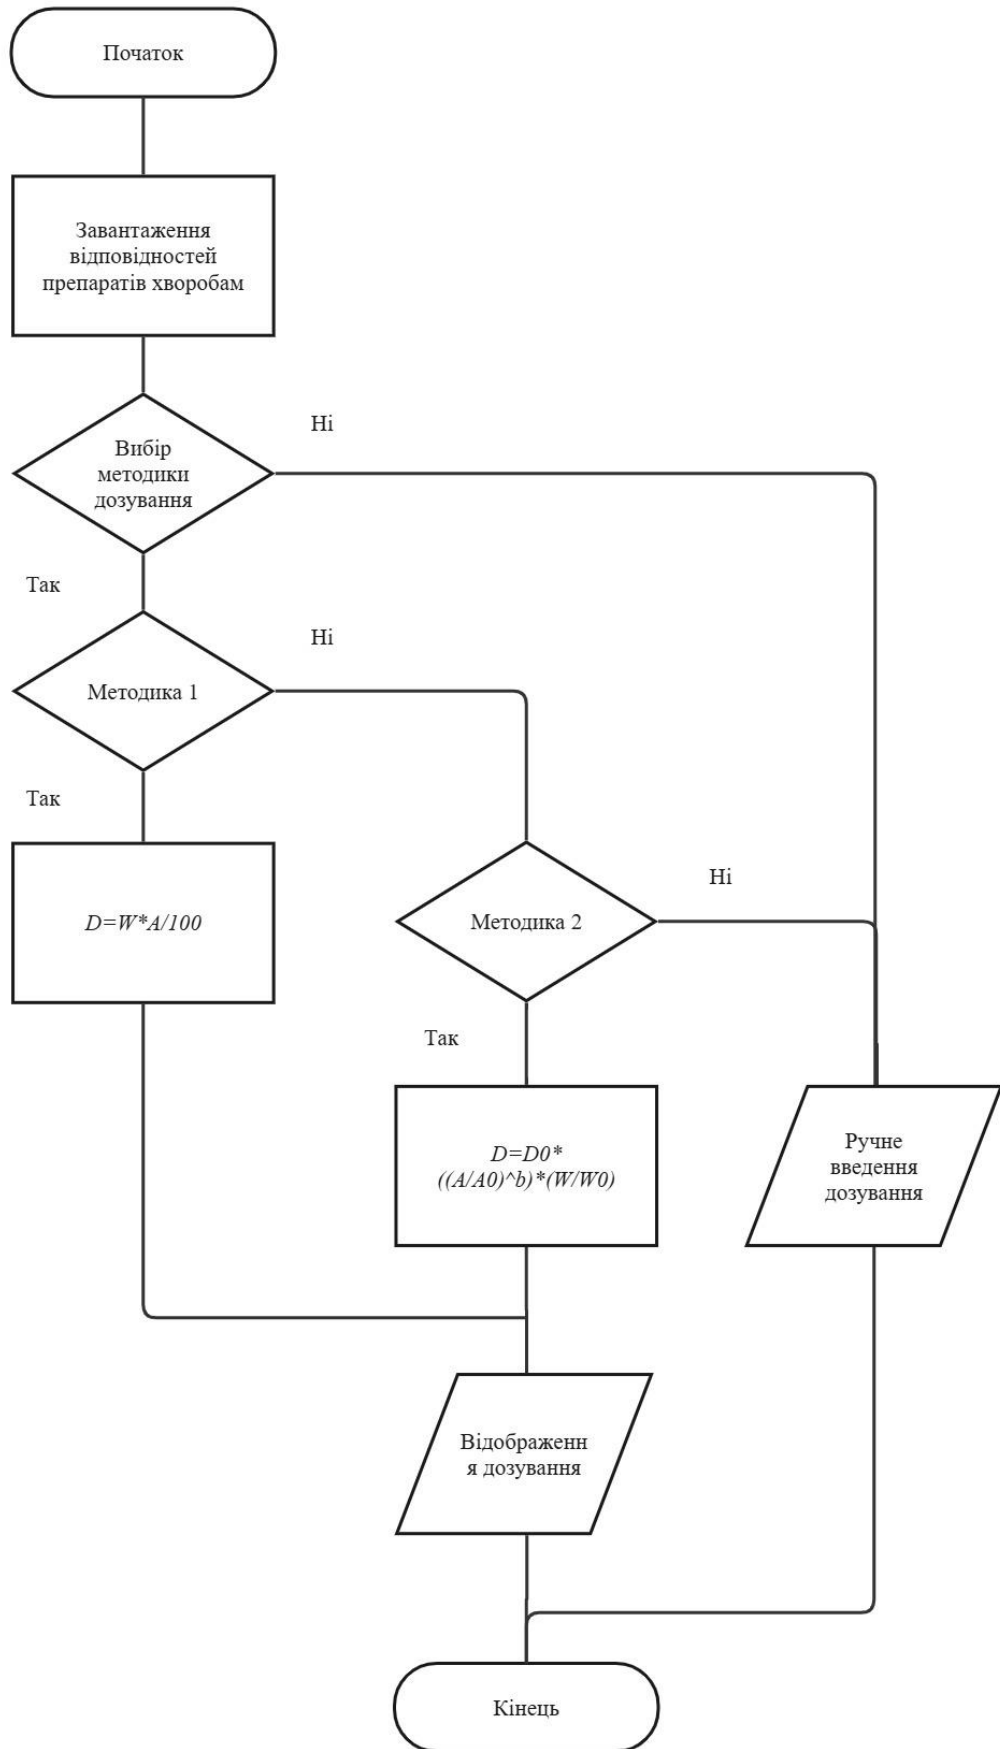 Початок
Завантаження
відповідностей
препаратів хворобам
Ні
Вибір
методики
дозування
Так
Ні
Методика 1
Так
Ні
D=W*A/100
Методика 2
Так
D=D0*
((A/A0)^b)*(W/W0)
Ручне
введення
дозування
Відображенн
я дозування
Кінець